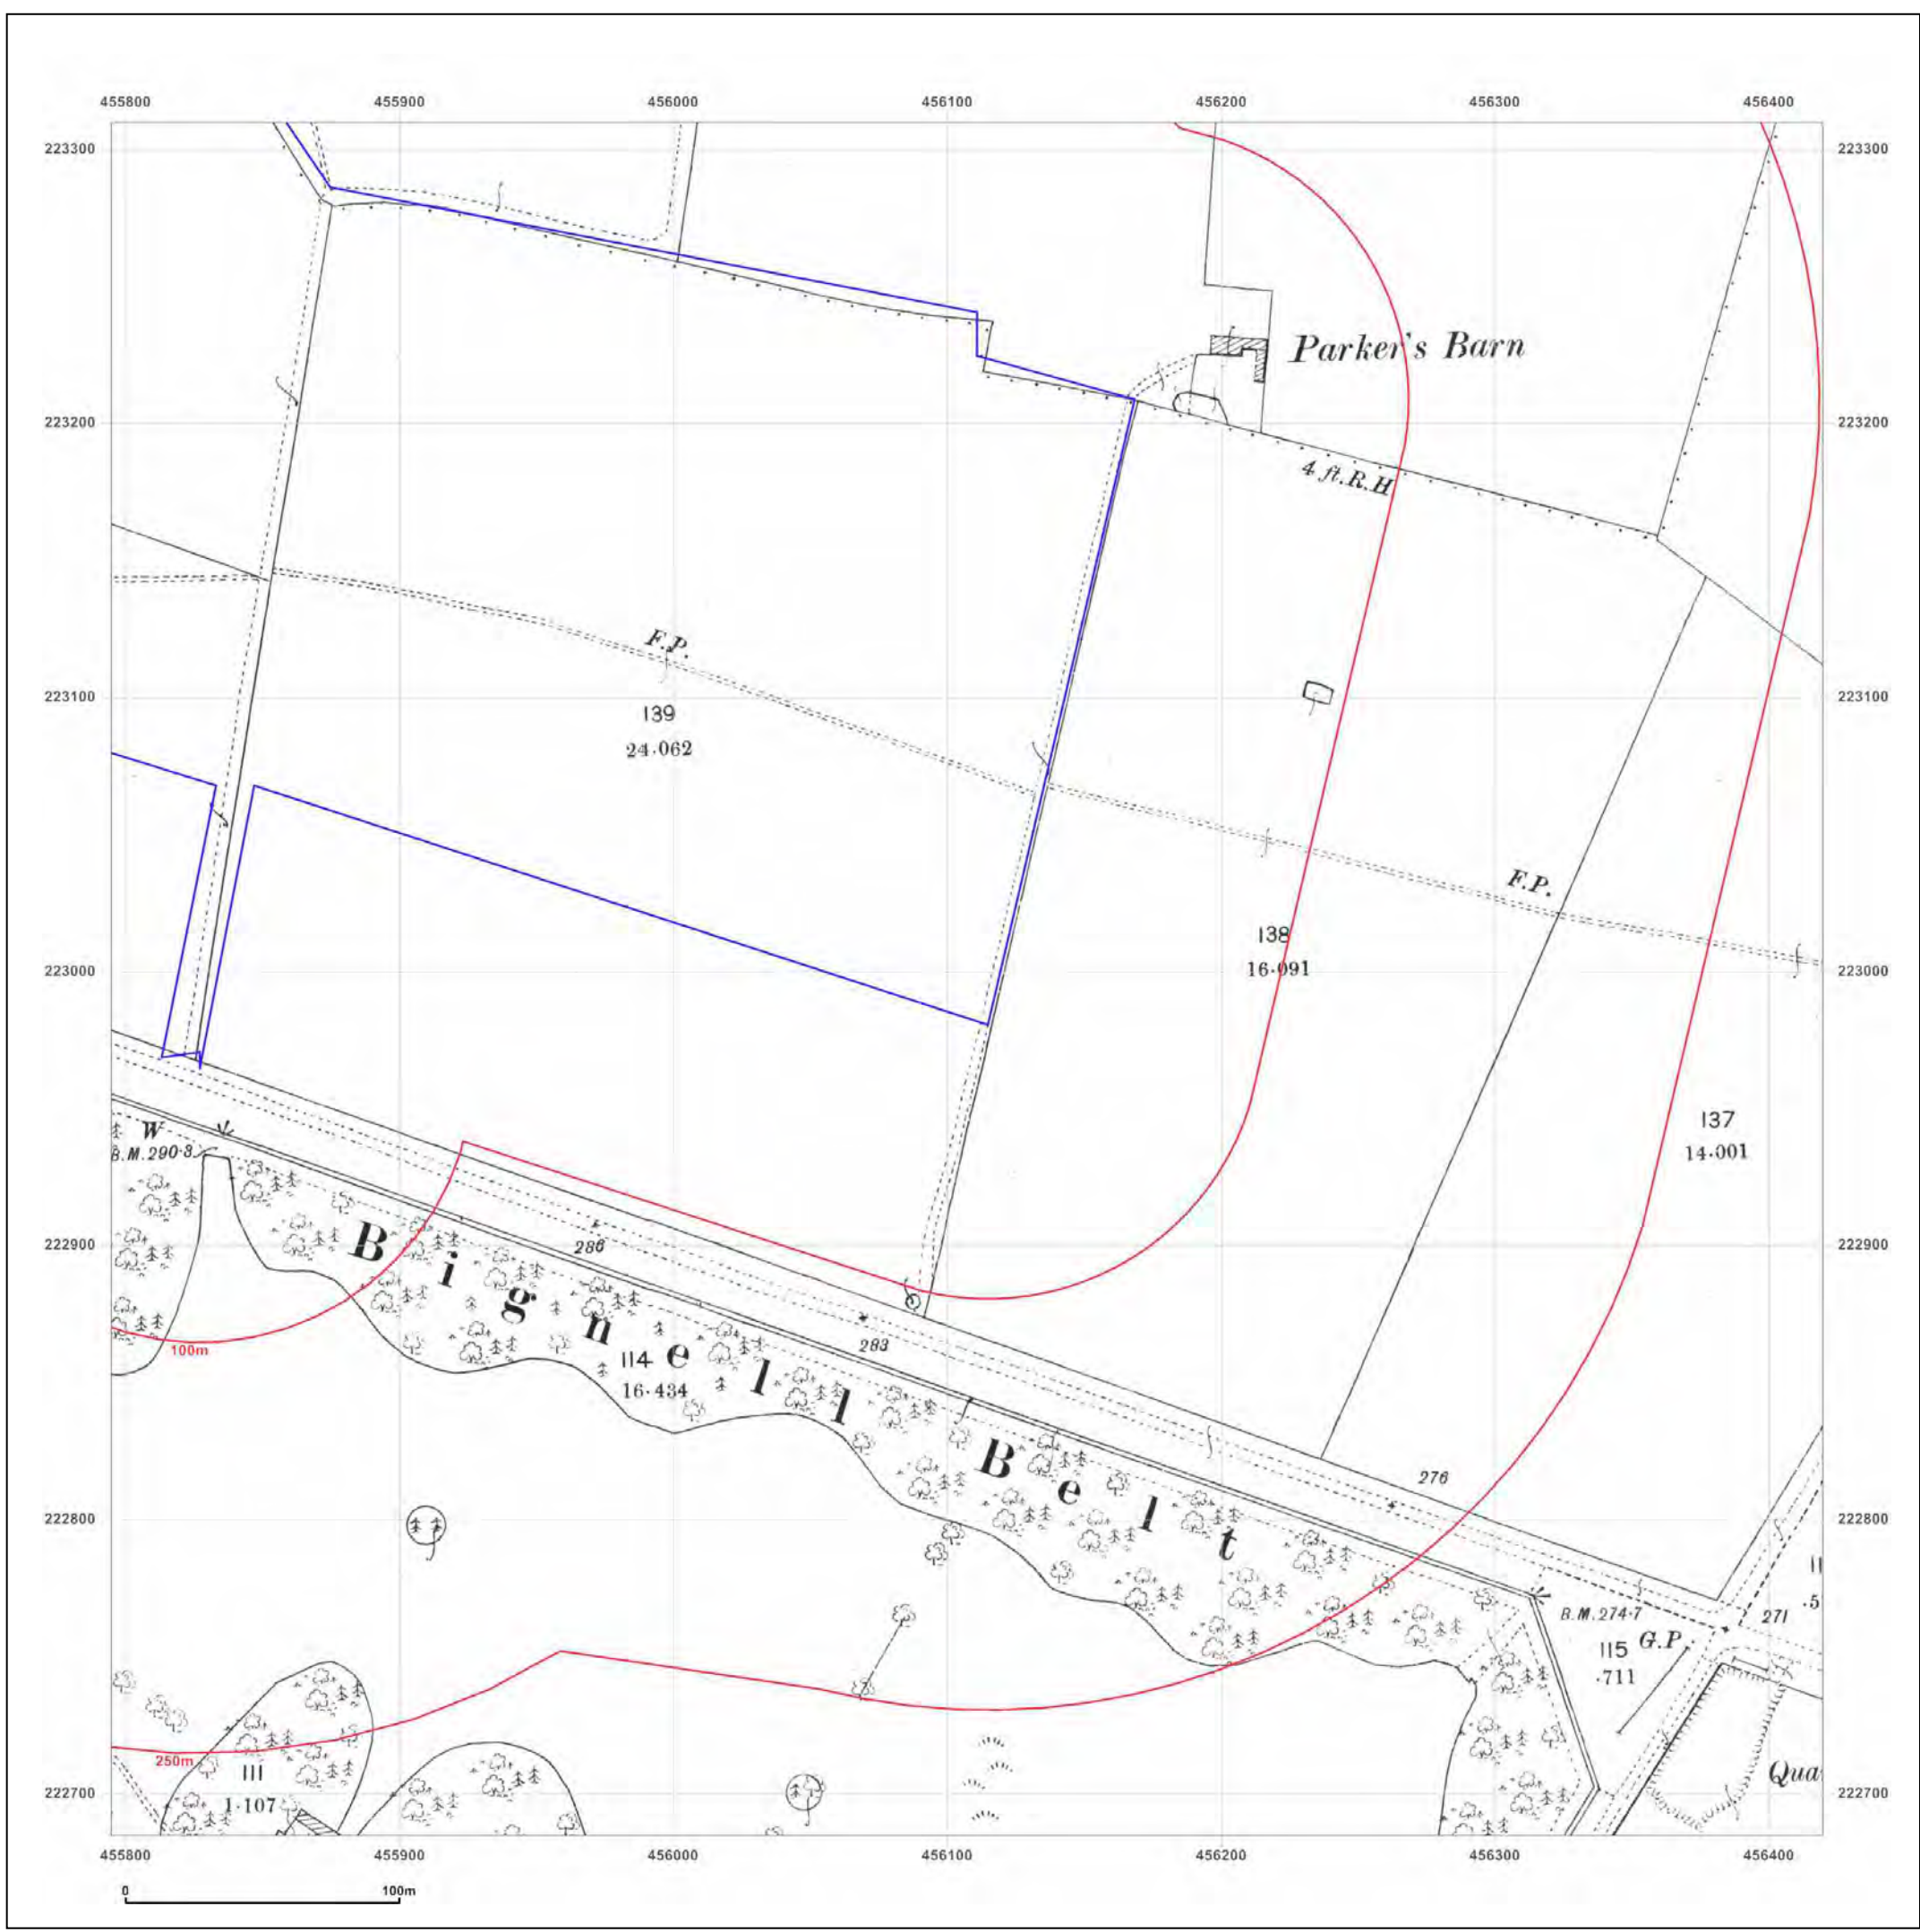 455800 455900 456000 456100 456200 456300 456400
223300 223300
Parker's Barn
223200 223200
4 ft. R.H
F.P.
223100 223100
139
24·062
F.P.
138
16·091
223000 223000
137
14·001
W
B.M. 290·8
222900 222900
286
Bignell Belt
283
100m
114
16·434
276
222800 222800
B.M. 274·7
271
·5
G.P.
115
·711
250m
111
1·107
Qua
222700 222700
455800 455900 456000 456100 456200 456300 456400
0 100m